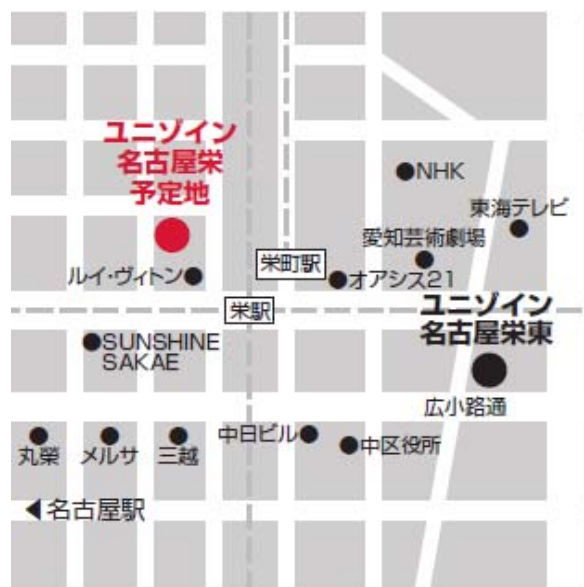 ユニゾイン
名古屋栄
予定地
NHK
東海テレビ
愛知芸術劇場
栄町駅
ルイ・ヴィトン
オアシス21
栄駅
ユニゾイン
名古屋栄東
SUNSHINE
SAKAE
広小路通
中日ビル
中区役所
丸榮
メルサ
三越
名古屋駅